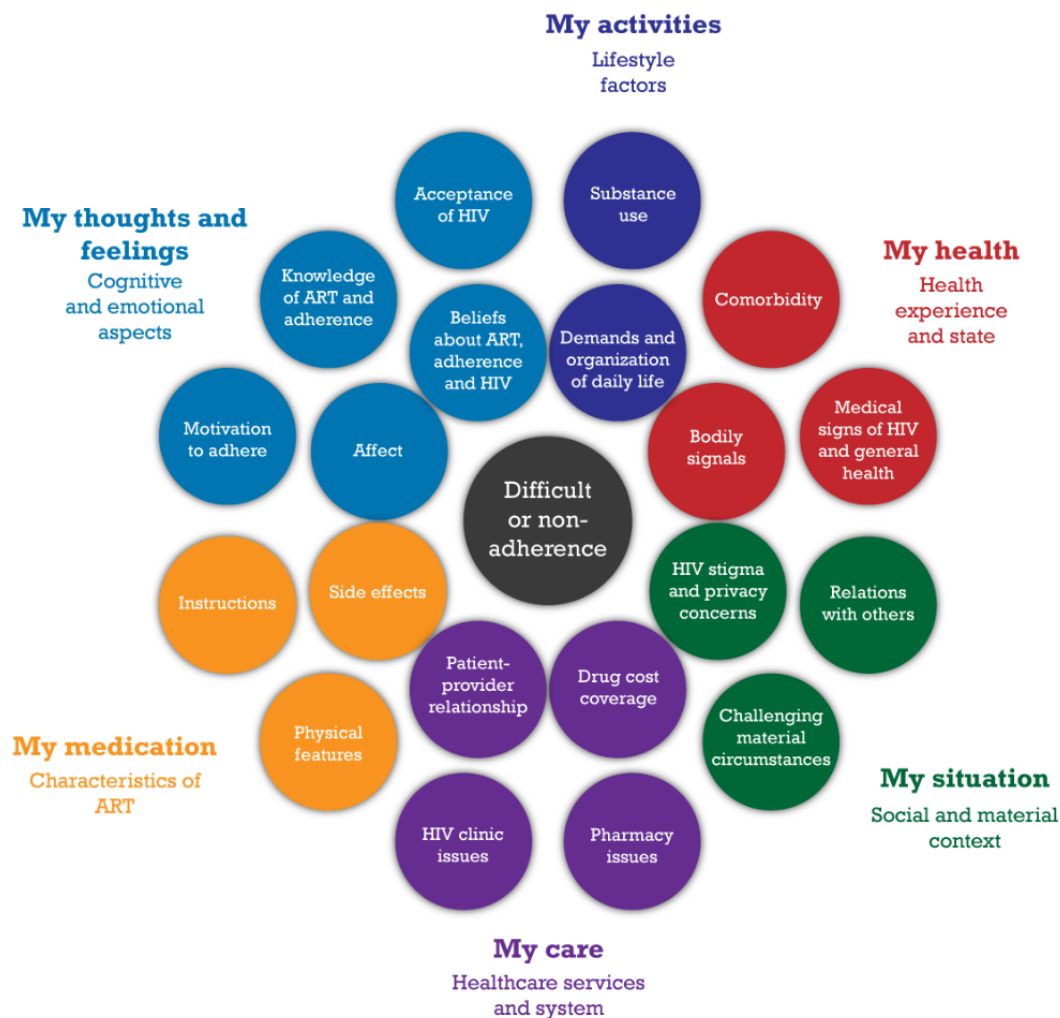 My activities
Lifestyle
factors
Acceptance
of HIV
Substance
use
My thoughts and
feelings
Cognitive
and emotional
aspects
My health
Health
experience
and state
Knowledge
of ART and
adherence
Comorbidity
Beliefs
about ART,
adherence
and HIV
Demands and
organization
of daily life
Motivation
to adhere
Affect
Bodily
signals
Medical
signs of HIV
and general
health
Difficult
or non-
adherence
Instructions
Side effects
HIV stigma
and privacy
concerns
Relations
with others
Patient-
provider
relationship
Drug cost
coverage
Physical
features
Challenging
material
circumstances
My medication
Characteristics of
ART
My situation
Social and material
context
HIV clinic
issues
Pharmacy
issues
My care
Healthcare services
and system